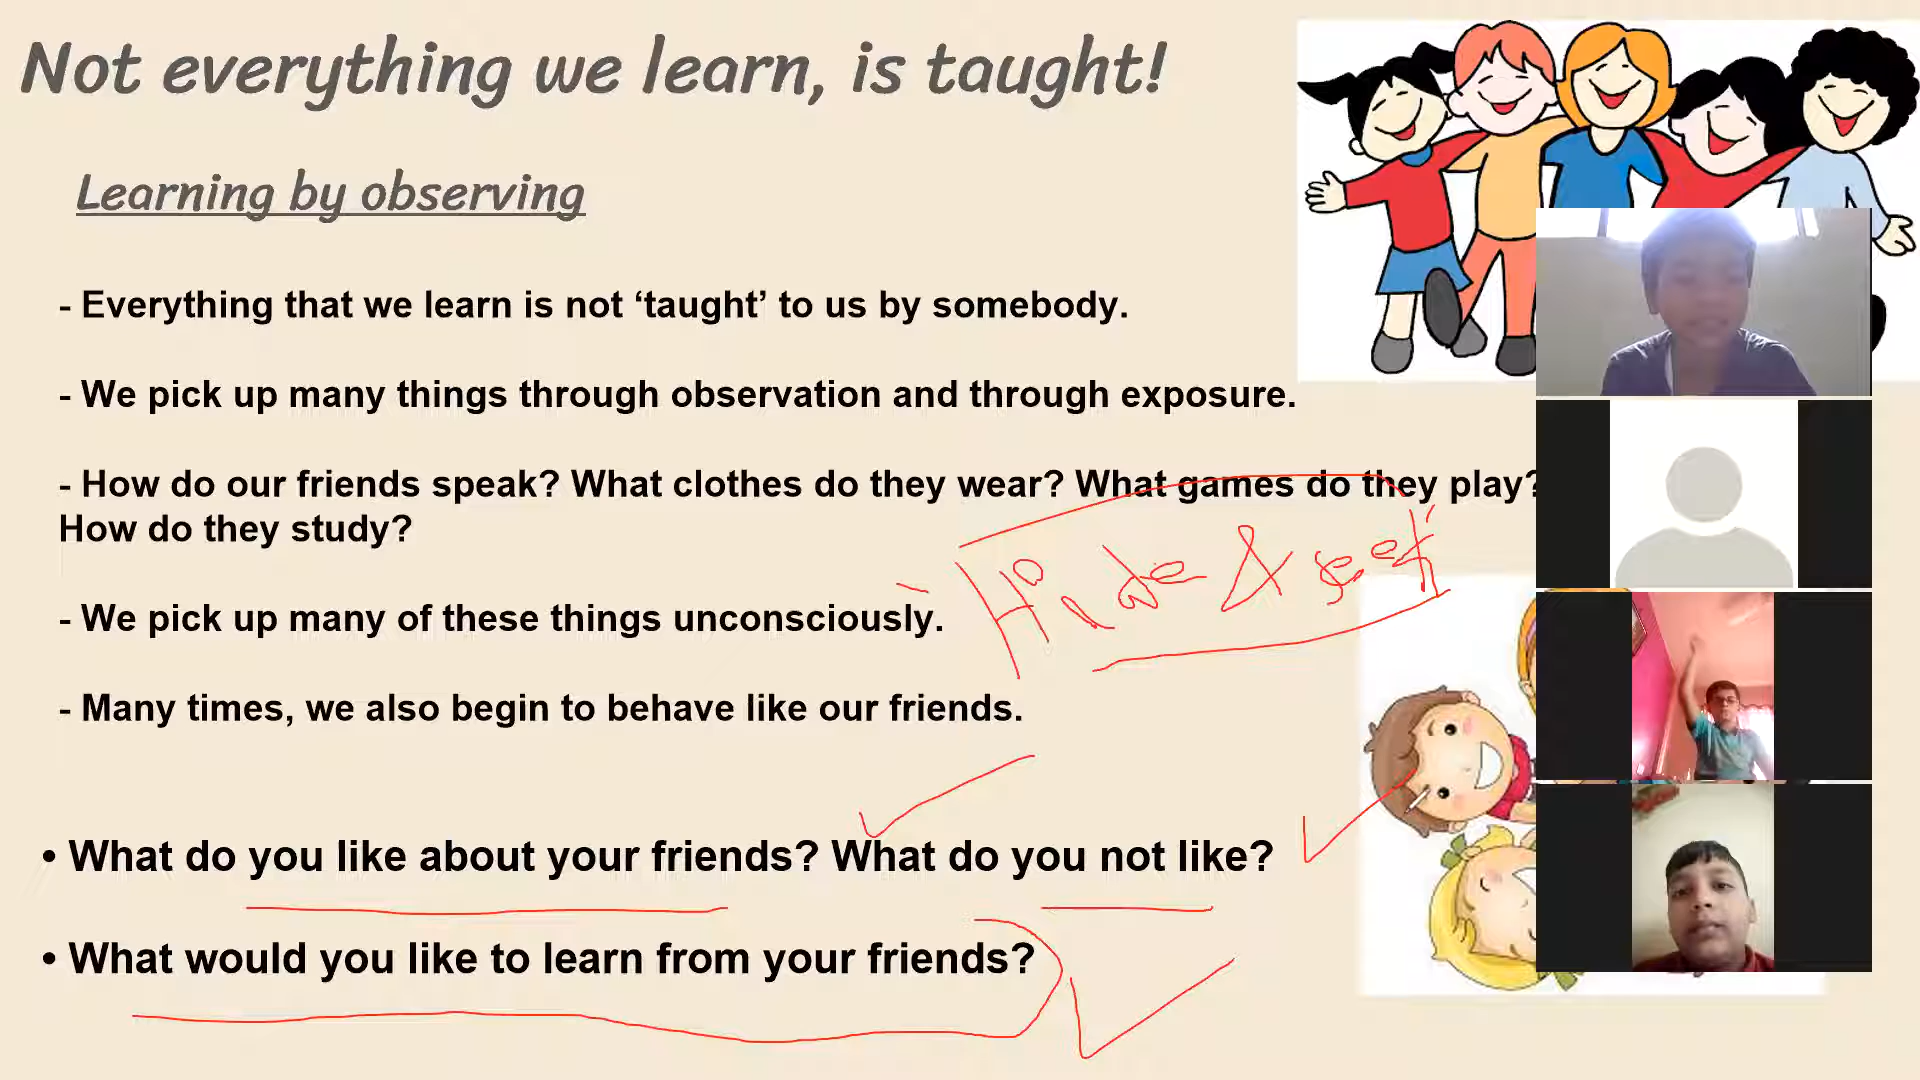 Not everything we learn, is taught!
Learning by observing
- Everything that we learn is not ‘taught’ to us by somebody.
- We pick up many things through observation and through exposure.
- How do our friends speak? What clothes do they wear? What games do they play?
How do they study?
Hide & seek
- We pick up many of these things unconsciously.
- Many times, we also begin to behave like our friends.
• What do you like about your friends? What do you not like?
• What would you like to learn from your friends?